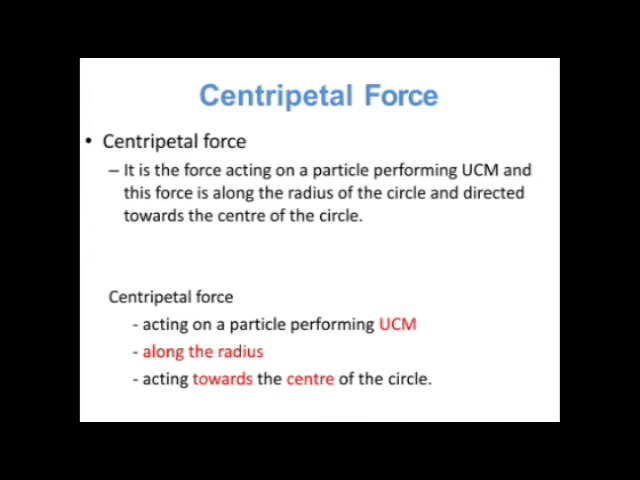 Centripetal Force
• Centripetal force
– It is the force acting on a particle performing UCM and
this force is along the radius of the circle and directed
towards the centre of the circle.
Centripetal force
- acting on a particle performing UCM
- along the radius
- acting towards the centre of the circle.